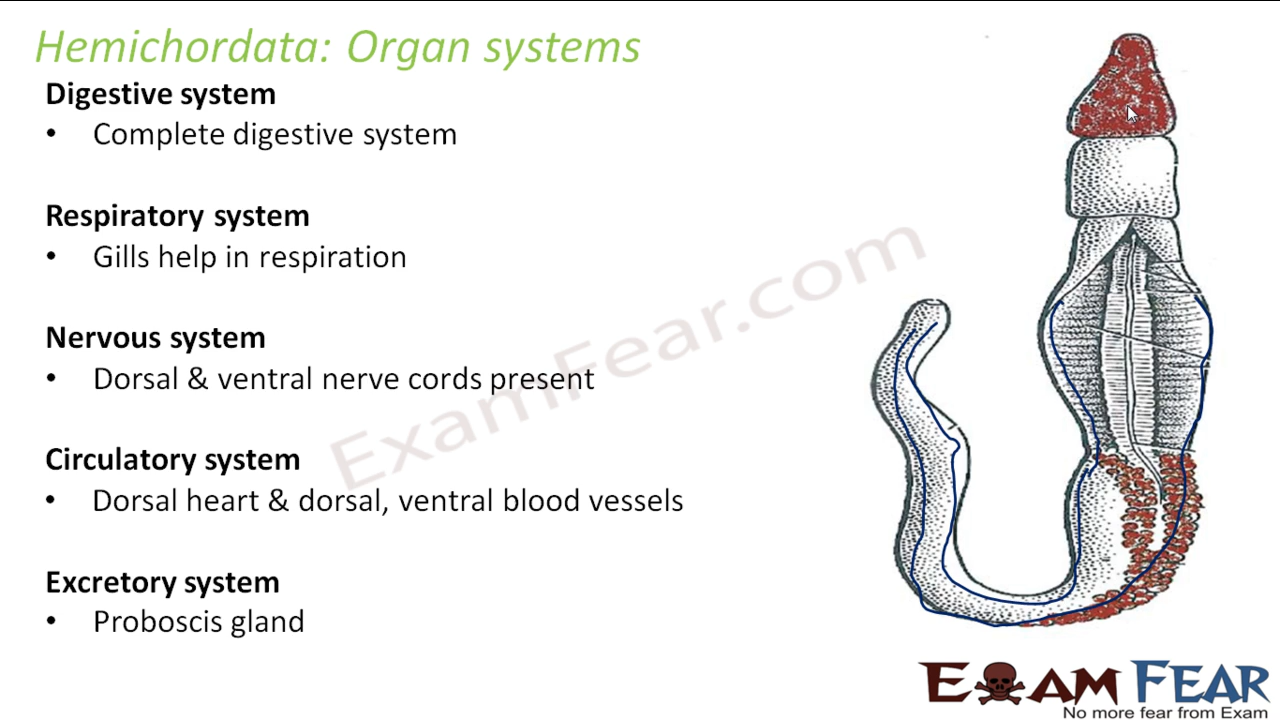 Hemichordata: Organ systems
Digestive system
• Complete digestive system
Respiratory system
• Gills help in respiration
Nervous system
• Dorsal & ventral nerve cords present
Circulatory system
• Dorsal heart & dorsal, ventral blood vessels
Excretory system
• Proboscis gland
ExamFear.com
EXAM FEAR
No more fear from Exam